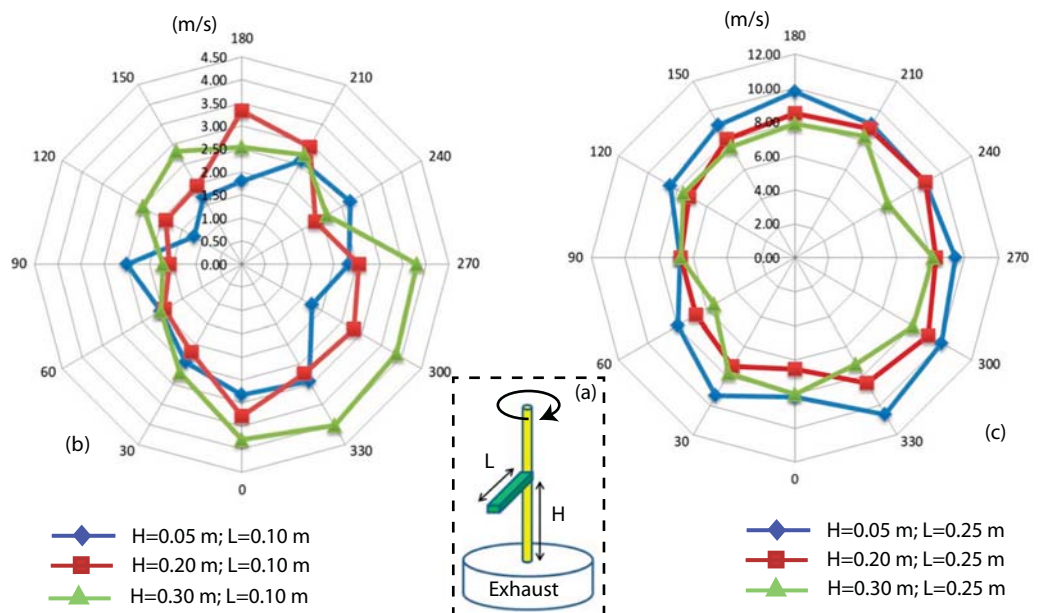 (m/s)
180
4.50
4.00
3.50
3.00
2.50
2.00
1.50
1.00
0.50
0.00
150
210
120
240
90
270
60
300
30
330
0
(b)
H=0.05 m; L=0.10 m
H=0.20 m; L=0.10 m
H=0.30 m; L=0.10 m
(a)
L
H
Exhaust
(m/s)
180
12.00
10.00
8.00
6.00
4.00
2.00
0.00
150
210
120
240
90
270
60
300
30
330
0
(c)
H=0.05 m; L=0.25 m
H=0.20 m; L=0.25 m
H=0.30 m; L=0.25 m